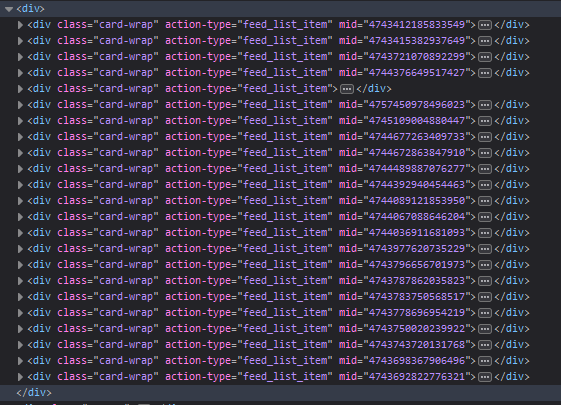 <div>
<div class="card-wrap" action-type="feed_list_item" mid="4743412185833549">…</div>
<div class="card-wrap" action-type="feed_list_item" mid="4743415382937649">…</div>
<div class="card-wrap" action-type="feed_list_item" mid="4743721070892299">…</div>
<div class="card-wrap" action-type="feed_list_item" mid="4744376649517427">…</div>
<div class="card-wrap" action-type="feed_list_item">…</div>
<div class="card-wrap" action-type="feed_list_item" mid="4757450978496023">…</div>
<div class="card-wrap" action-type="feed_list_item" mid="4745109004880447">…</div>
<div class="card-wrap" action-type="feed_list_item" mid="4744677263409733">…</div>
<div class="card-wrap" action-type="feed_list_item" mid="4744672863847910">…</div>
<div class="card-wrap" action-type="feed_list_item" mid="4744489887076277">…</div>
<div class="card-wrap" action-type="feed_list_item" mid="4744392940454463">…</div>
<div class="card-wrap" action-type="feed_list_item" mid="4744089121853950">…</div>
<div class="card-wrap" action-type="feed_list_item" mid="4744067088646204">…</div>
<div class="card-wrap" action-type="feed_list_item" mid="4744036911681093">…</div>
<div class="card-wrap" action-type="feed_list_item" mid="4743977620735229">…</div>
<div class="card-wrap" action-type="feed_list_item" mid="4743796656701973">…</div>
<div class="card-wrap" action-type="feed_list_item" mid="4743787862035823">…</div>
<div class="card-wrap" action-type="feed_list_item" mid="4743783750568517">…</div>
<div class="card-wrap" action-type="feed_list_item" mid="4743778696954219">…</div>
<div class="card-wrap" action-type="feed_list_item" mid="4743750020239922">…</div>
<div class="card-wrap" action-type="feed_list_item" mid="4743743720131768">…</div>
<div class="card-wrap" action-type="feed_list_item" mid="4743698367906496">…</div>
<div class="card-wrap" action-type="feed_list_item" mid="4743692822776321">…</div>
</div>